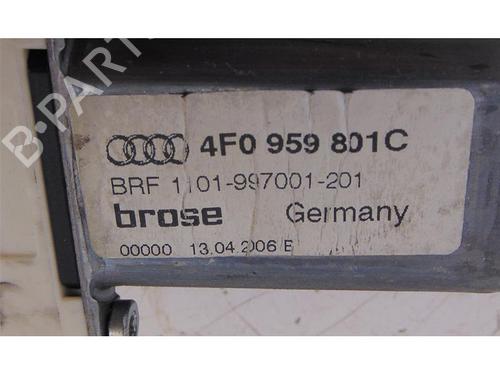 B-PARTS
4F0 959 801C
BRF 1101-997001-201
brose Germany
00000 13.04.2006/E